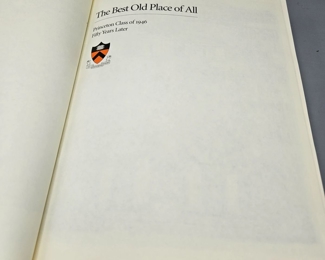 The Best Old Place of All
Princeton Class of 1946
Fifty Years Later